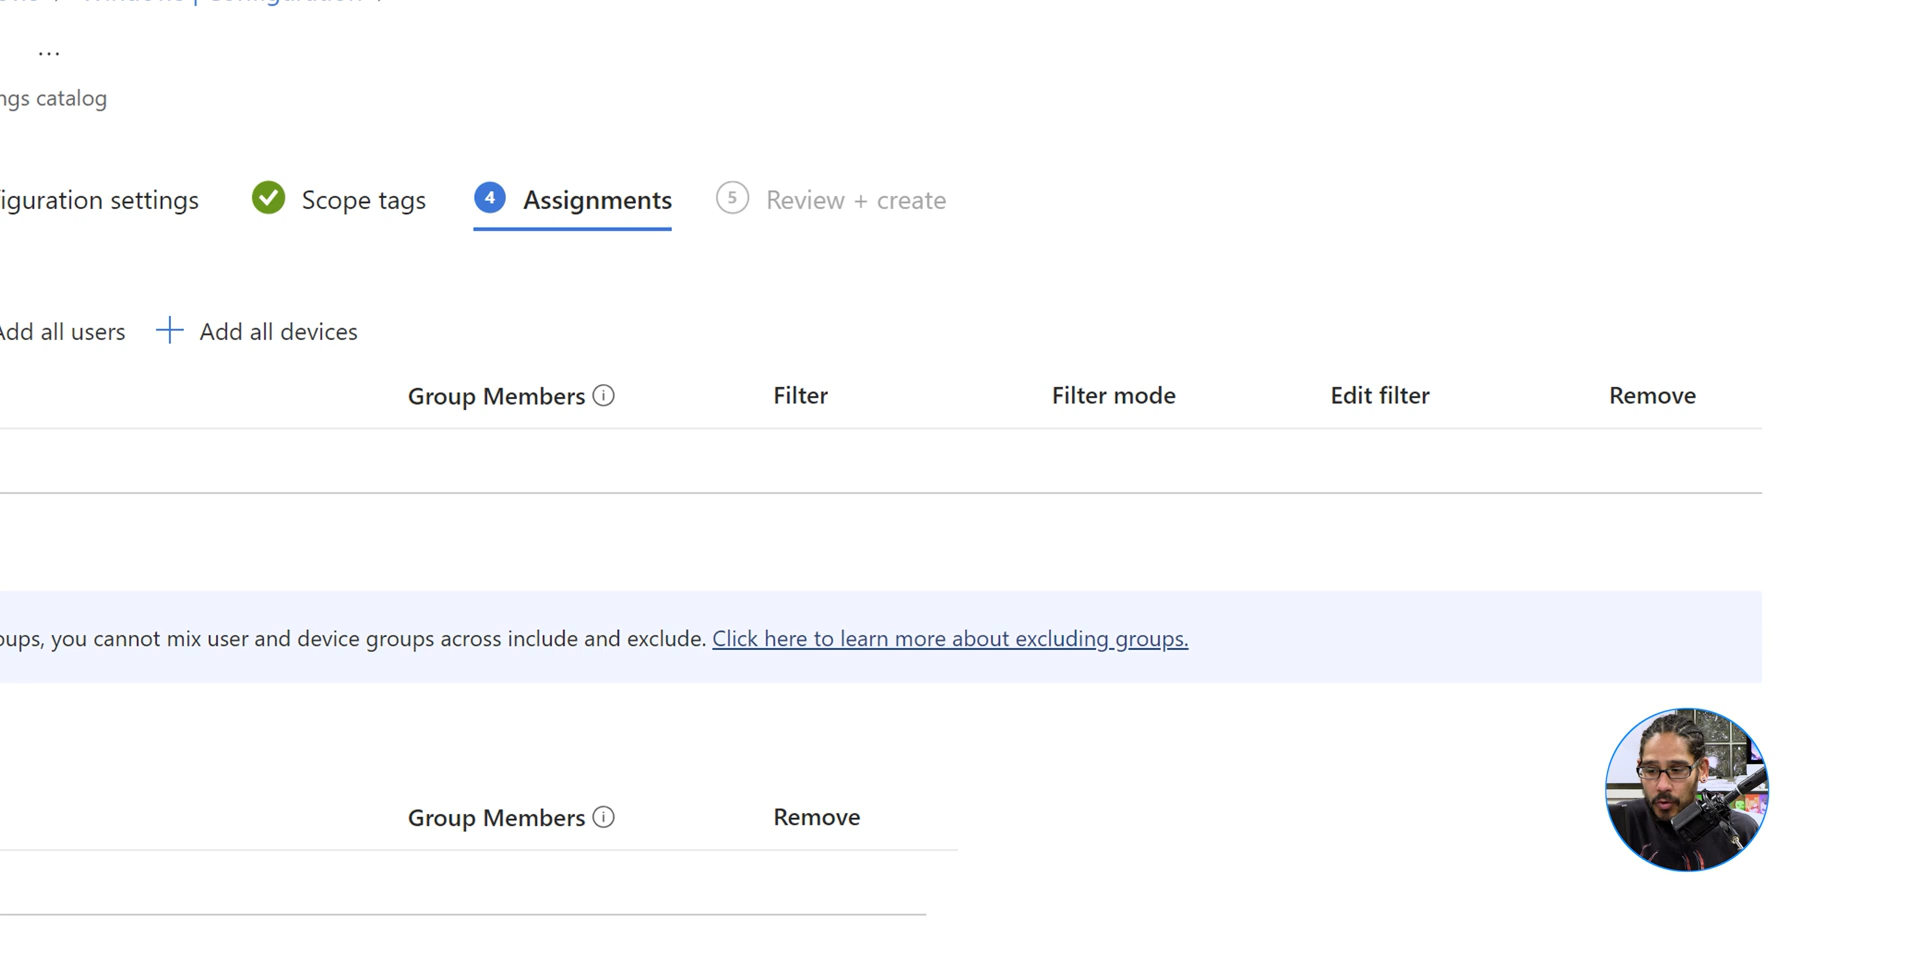 ...
ngs catalog
iguration settings
Scope tags
4 Assignments
5 Review + create
Add all users
Add all devices
Group Members
Filter
Filter mode
Edit filter
Remove
oups, you cannot mix user and device groups across include and exclude. Click here to learn more about excluding groups.
Group Members
Remove